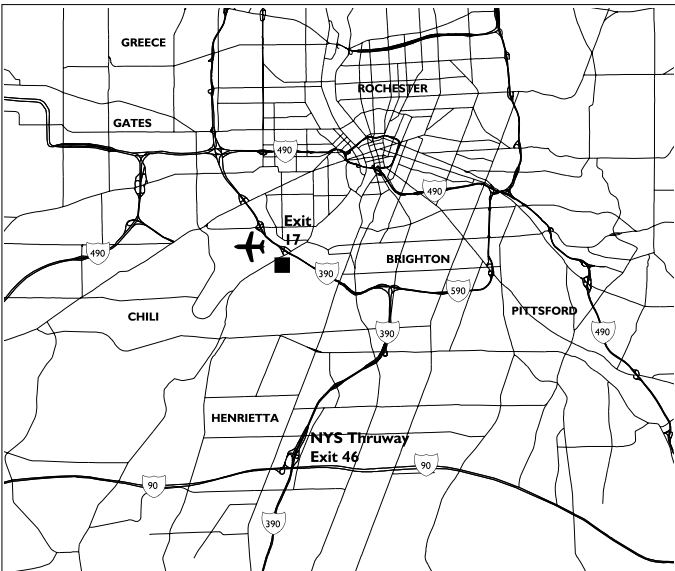 GREECE
ROCHESTER
GATES
490
490
Exit
17
490
390
BRIGHTON
590
CHILI
PITTSFORD
390
490
HENRIETTA
NYS Thruway
Exit 46
90
90
390